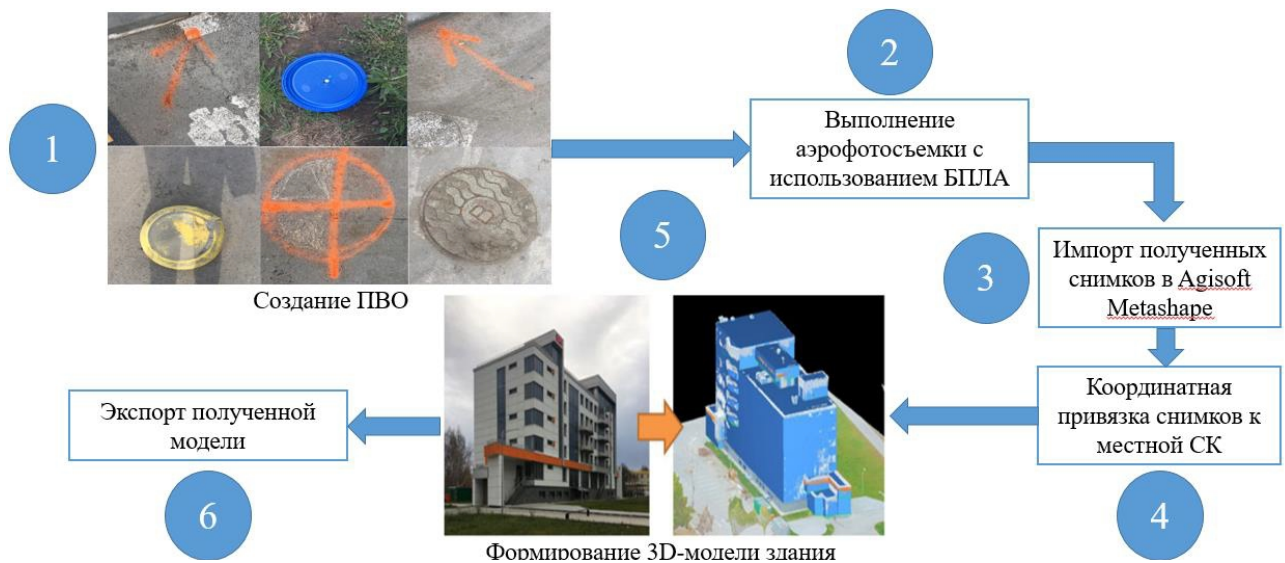 1
Создание ПВО
2
Выполнение
аэрофотосъемки с
использованием БПЛА
3
Импорт полученных
снимков в Agisoft
Metashape
Координатная
привязка снимков к
местной СК
4
5
Формирование 3D-модели здания
Экспорт полученной
модели
6